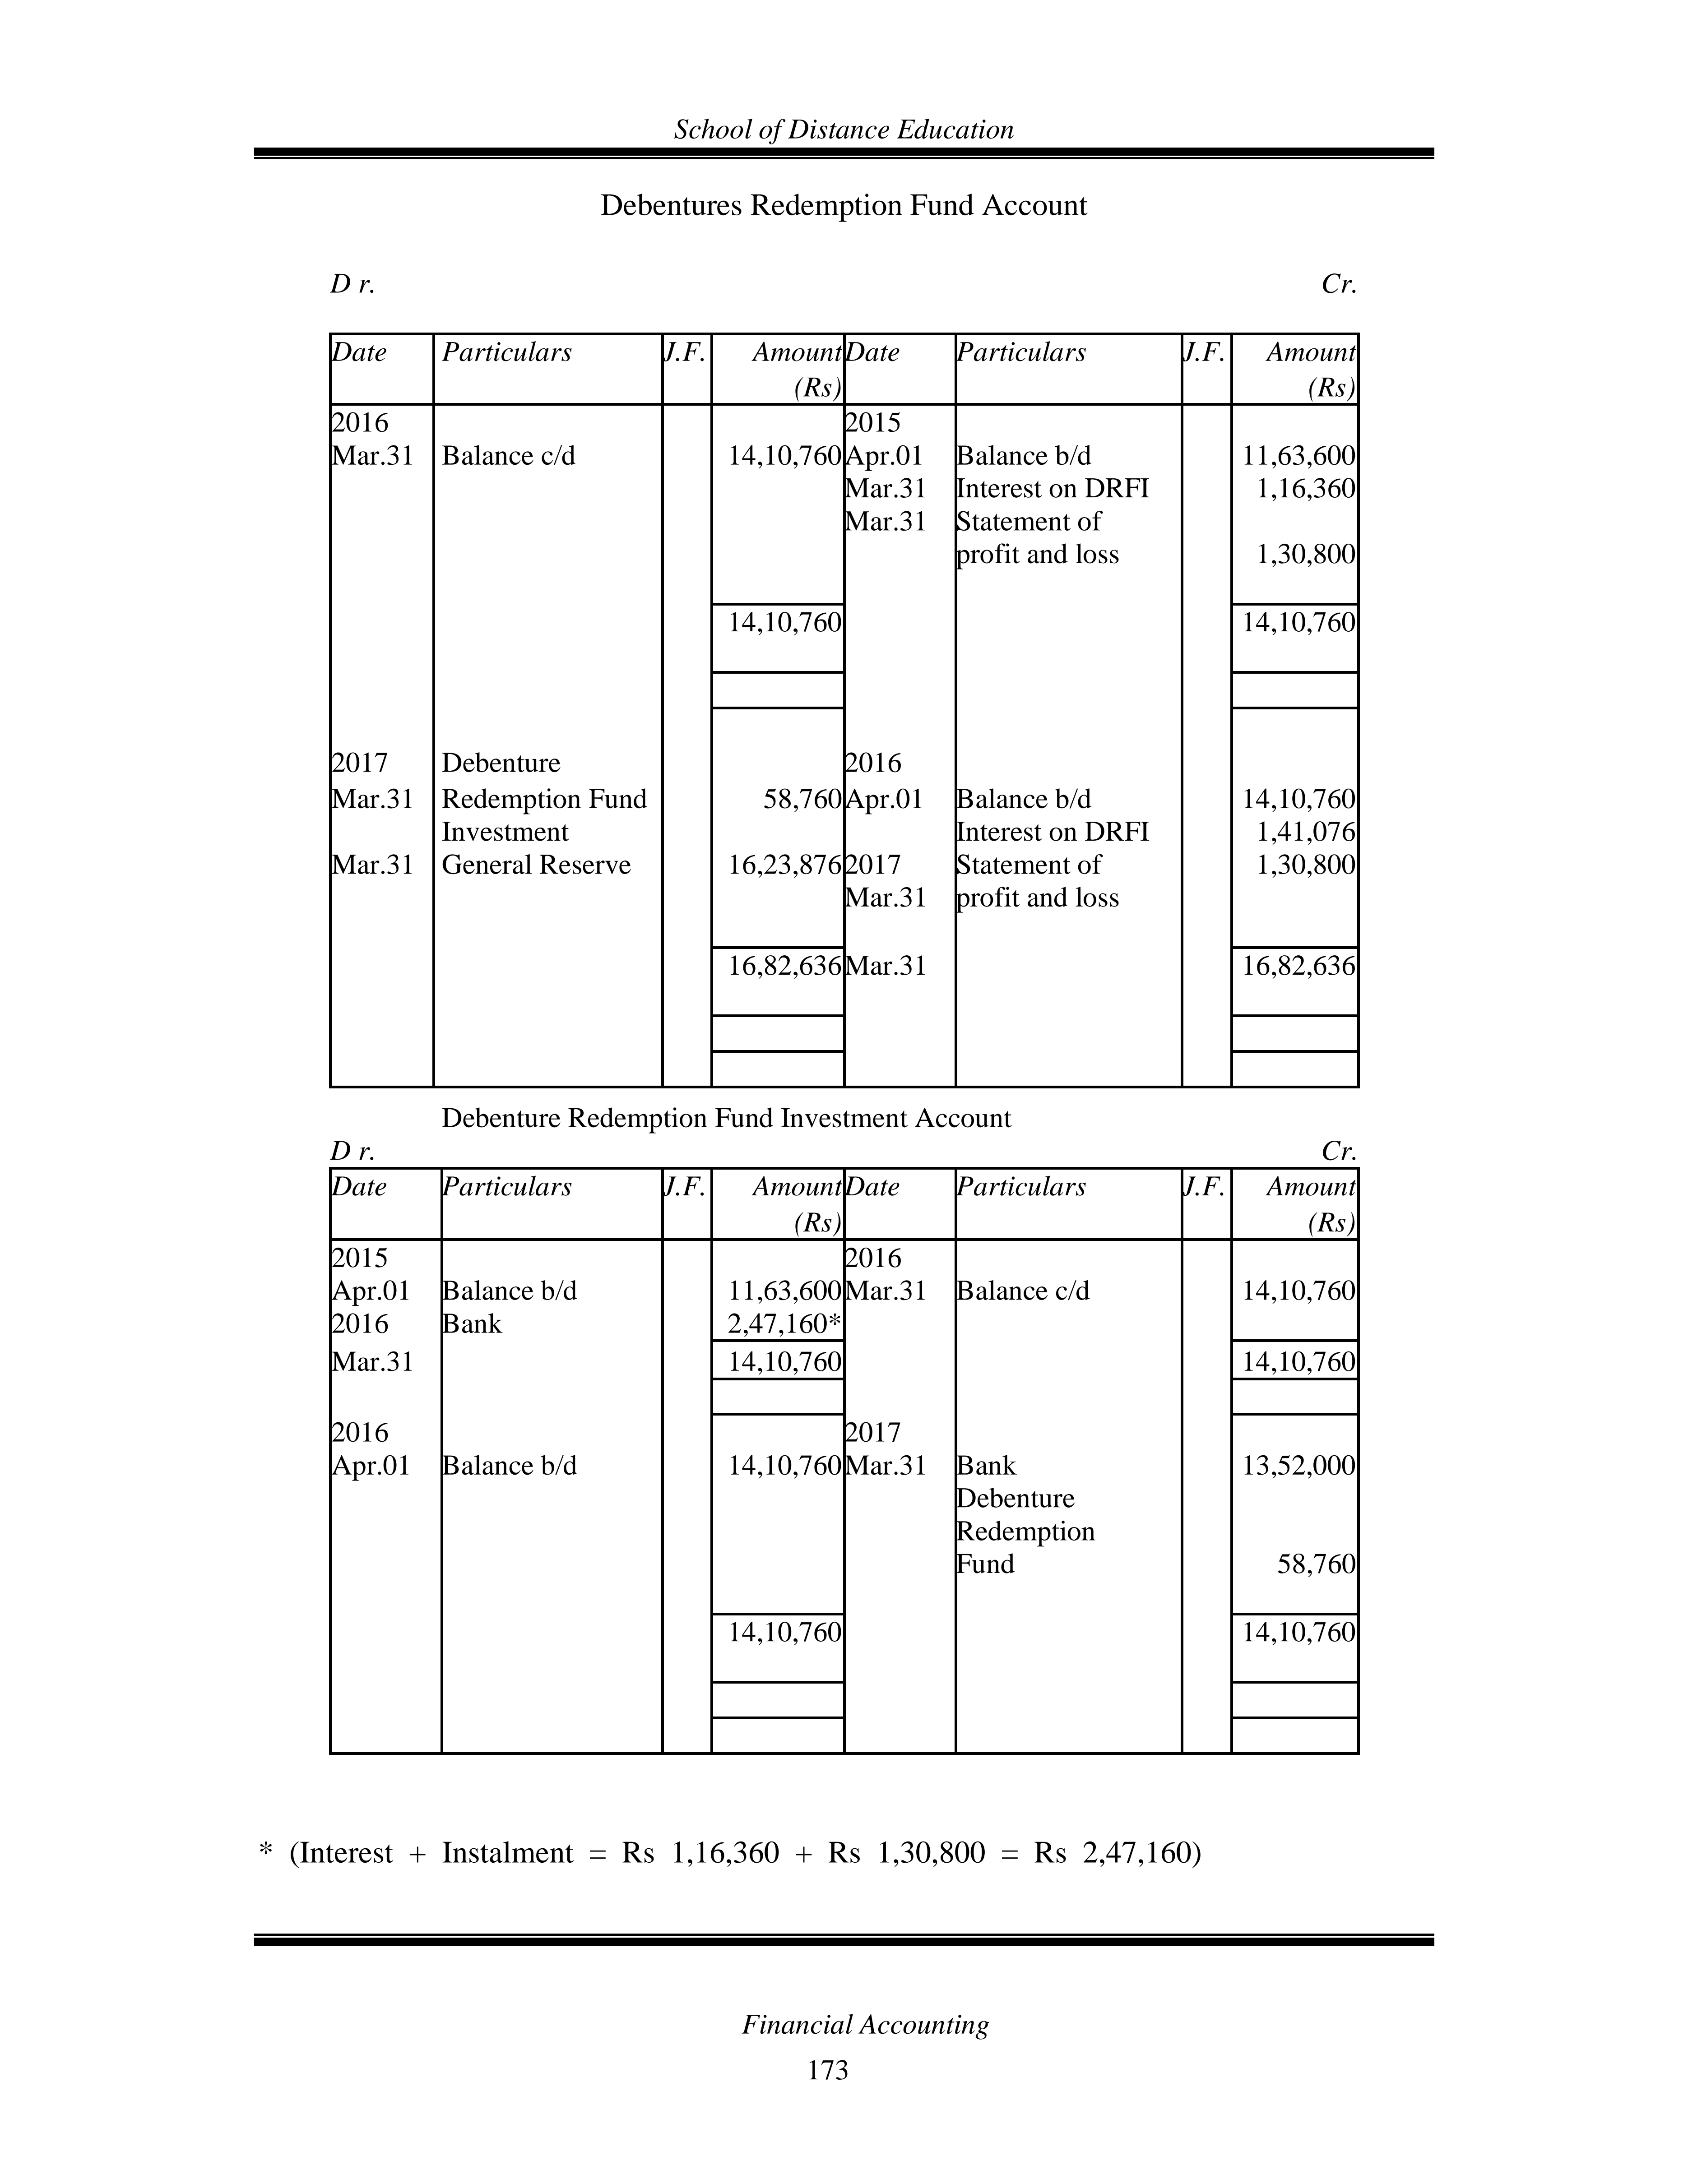 School of Distance Education
Debentures Redemption Fund Account
D r. Cr.
Date Particulars J.F. Amount Date Particulars J.F. Amount
(Rs) (Rs)
2016 2015
Mar.31 Balance c/d 14,10,760 Apr.01 Balance b/d 11,63,600
Mar.31 Interest on DRFI 1,16,360
Mar.31 Statement of
profit and loss 1,30,800
14,10,760 14,10,760
2017 Debenture 2016
Mar.31 Redemption Fund 58,760 Apr.01 Balance b/d 14,10,760
Investment Interest on DRFI 1,41,076
Mar.31 General Reserve 16,23,876 2017 Statement of 1,30,800
Mar.31 profit and loss
16,82,636 Mar.31 16,82,636
Debenture Redemption Fund Investment Account
D r. Cr.
Date Particulars J.F. Amount Date Particulars J.F. Amount
(Rs) (Rs)
2015 2016
Apr.01 Balance b/d 11,63,600 Mar.31 Balance c/d 14,10,760
2016 Bank 2,47,160*
Mar.31 14,10,760 14,10,760
2016 2017
Apr.01 Balance b/d 14,10,760 Mar.31 Bank 13,52,000
Debenture
Redemption
Fund 58,760
14,10,760 14,10,760
* (Interest + Instalment = Rs 1,16,360 + Rs 1,30,800 = Rs 2,47,160)
Financial Accounting
173